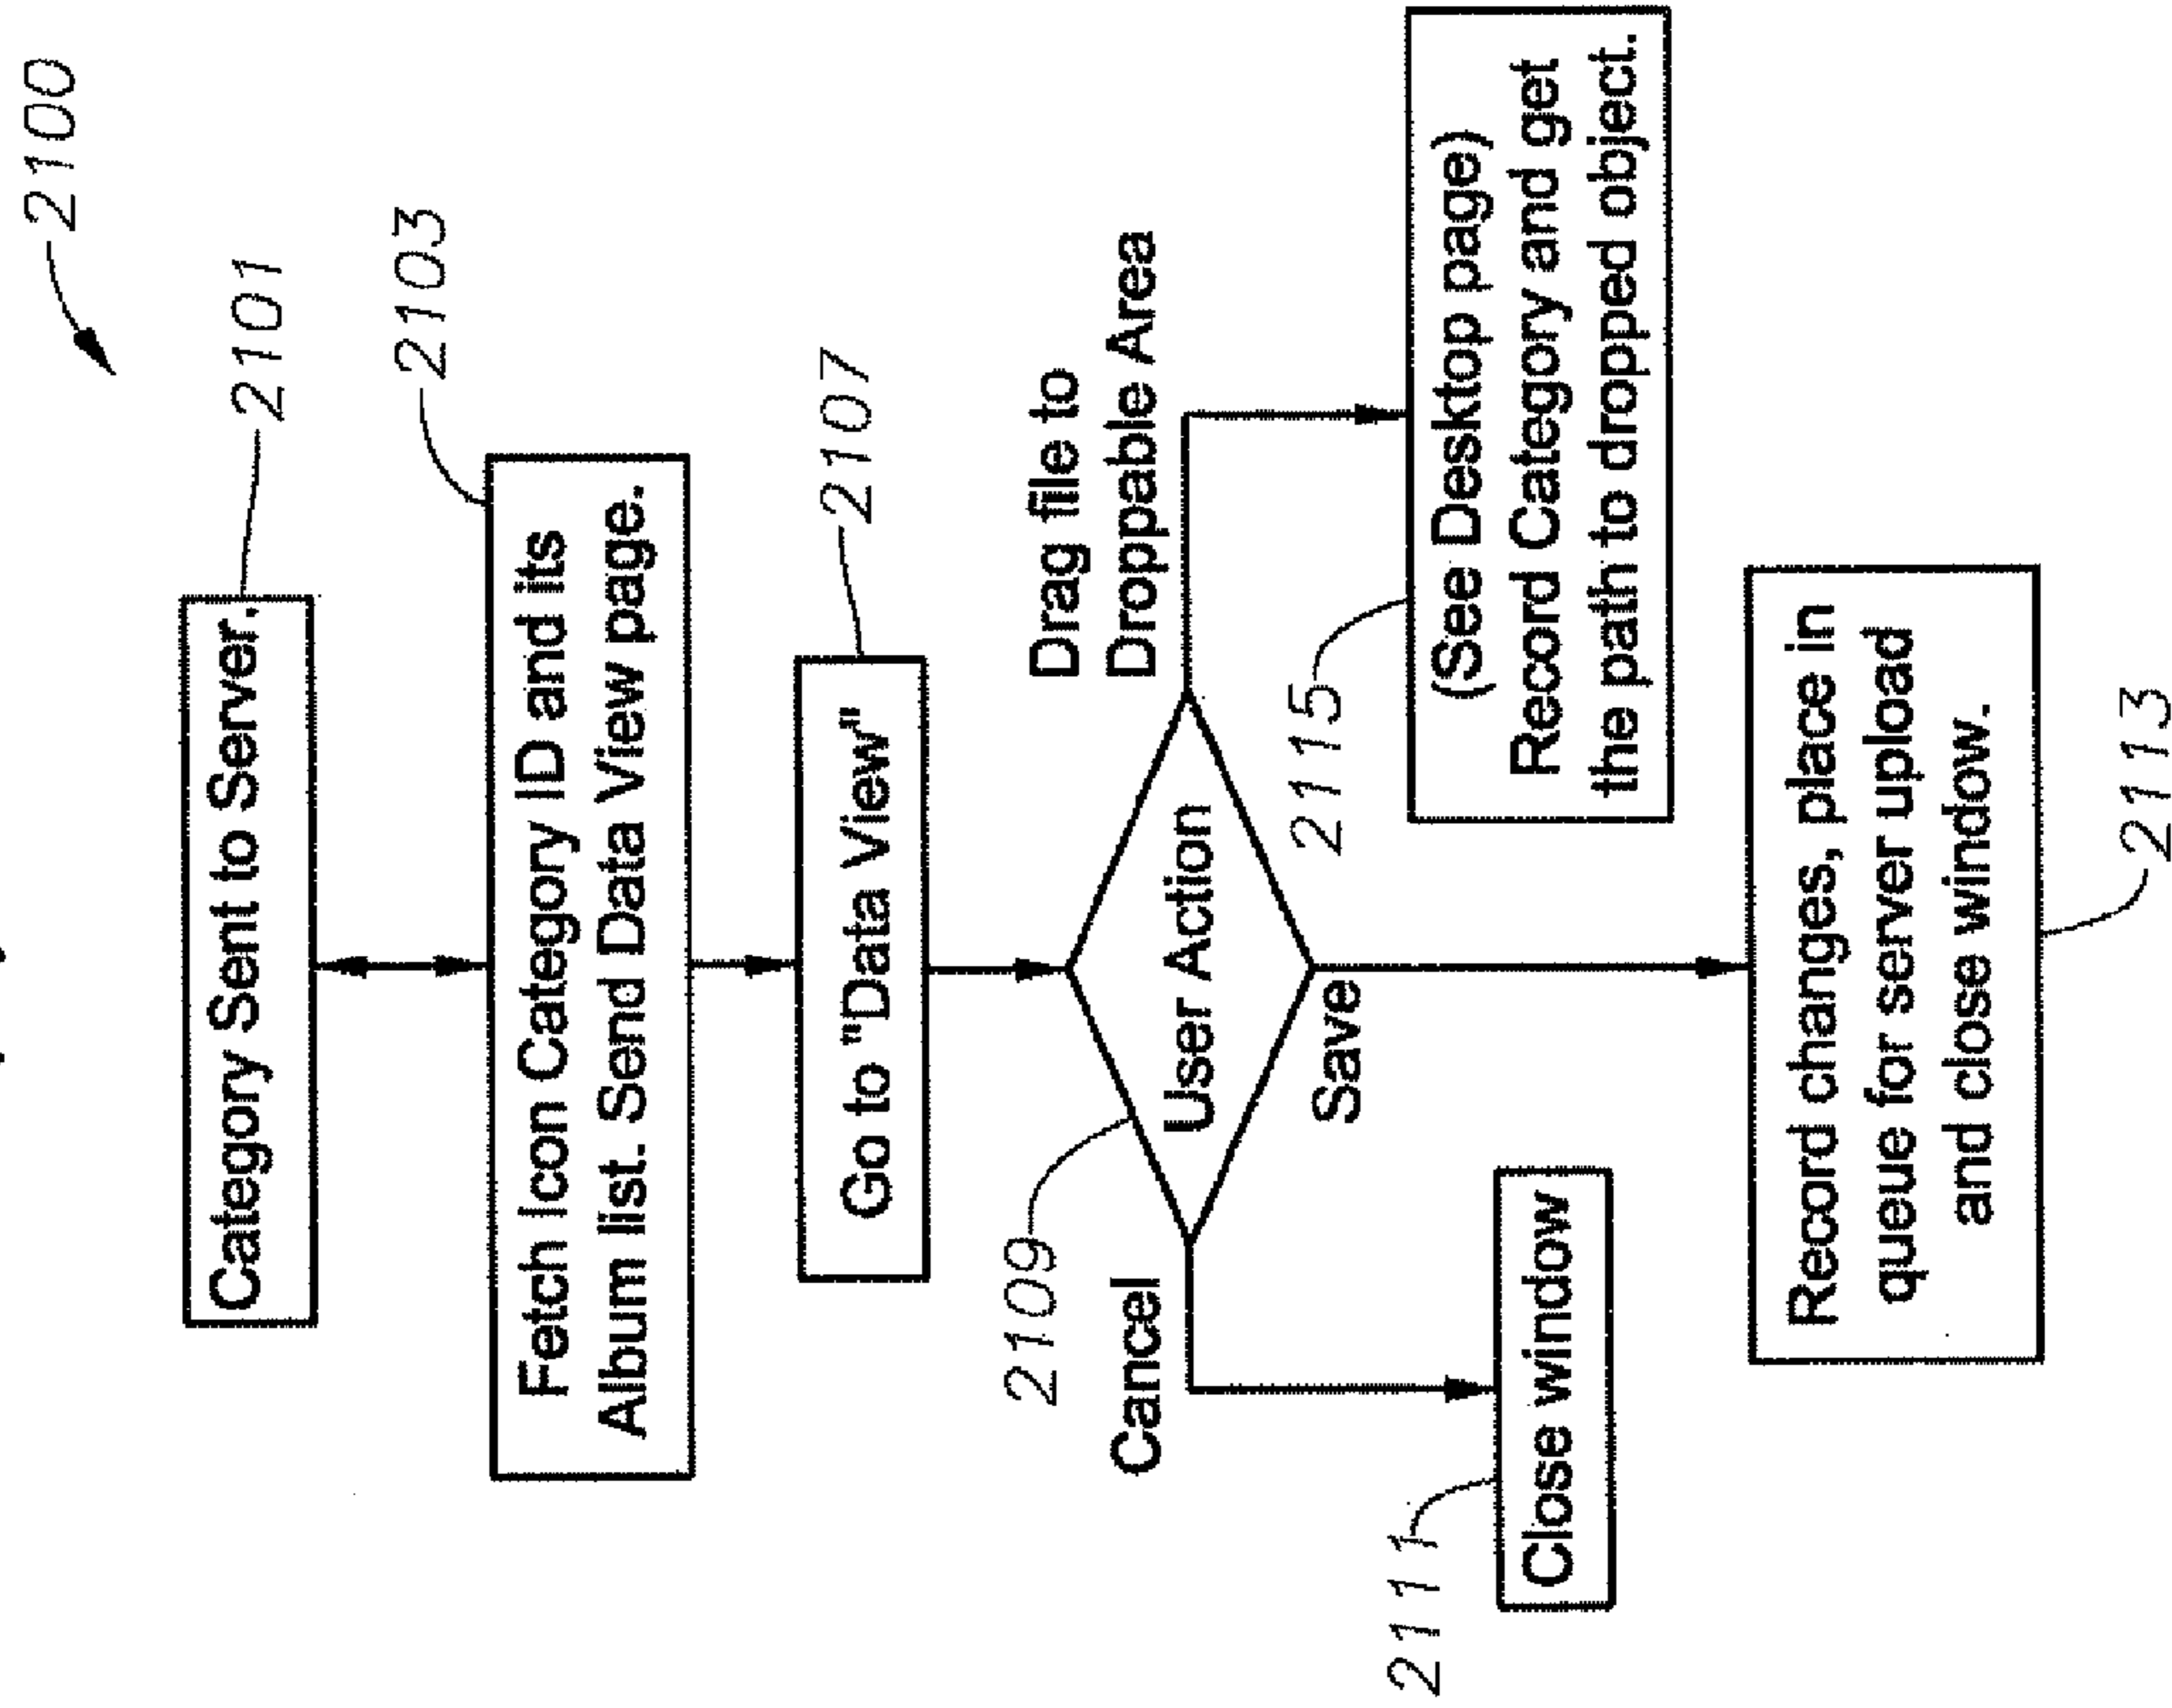 2100
Category Sent to Server.
2101
Fetch Icon Category ID and its
Album list. Send Data View page.
2103
Go to "Data View"
2107
2109
User Action
Cancel
Save
Drag file to
Droppable Area
2111
Close window
2115
(See Desktop page)
Record Category and get
the path to dropped object.
Record changes, place in
queue for server upload
and close window.
2113